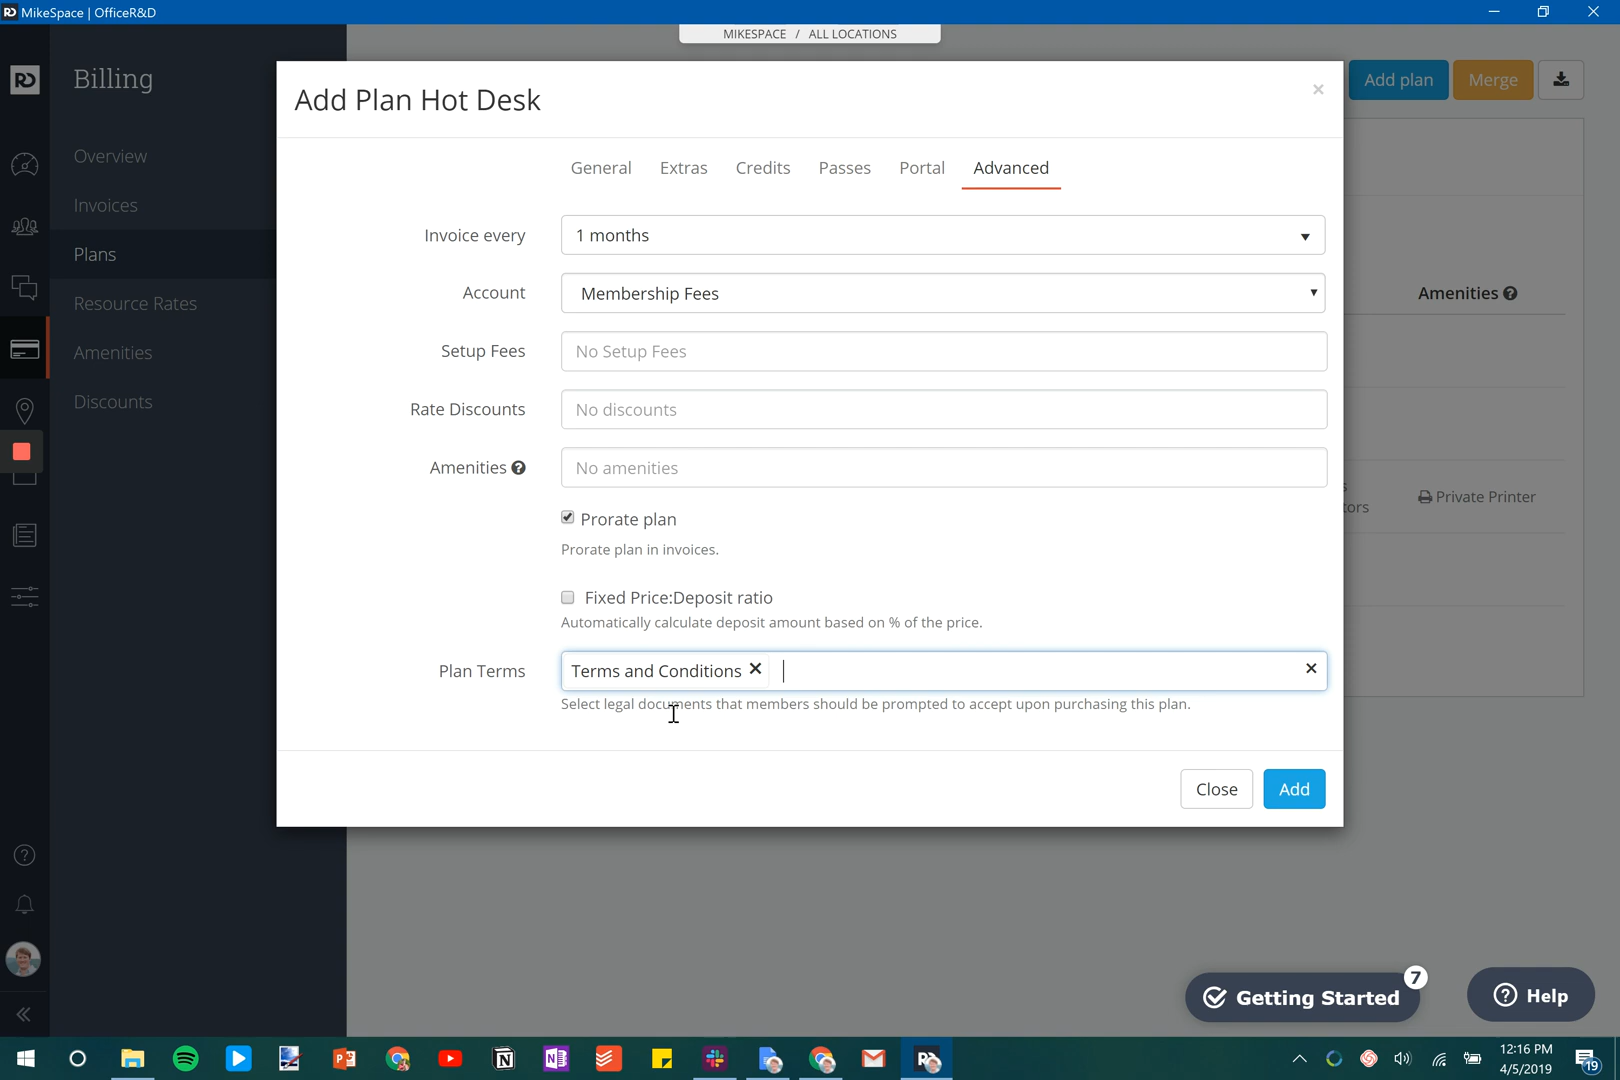 MikeSpace | OfficeR&D
MIKESPACE / ALL LOCATIONS
RD
Billing
Overview
Invoices
Plans
Resource Rates
Amenities
Discounts
Add plan
Merge
Add Plan Hot Desk
×
General Extras Credits Passes Portal Advanced
Invoice every 1 months
Account Membership Fees
Setup Fees No Setup Fees
Rate Discounts No discounts
Amenities ? No amenities
Prorate plan
Prorate plan in invoices.
Fixed Price:Deposit ratio
Automatically calculate deposit amount based on % of the price.
Plan Terms Terms and Conditions ✕ ✕
Select legal documents that members should be prompted to accept upon purchasing this plan.
Close Add
Amenities ?
Private Printer
Getting Started 7
? Help
12:16 PM
4/5/2019
19